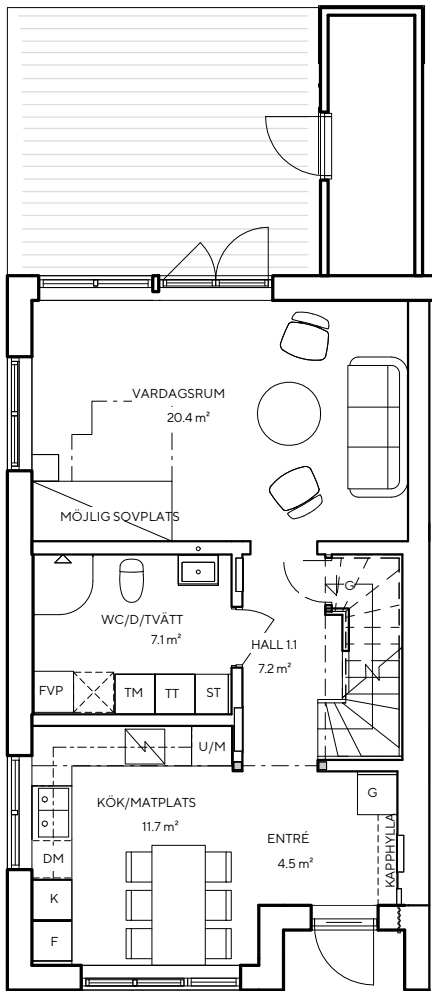 VARDAGSRUM
20.4 m²
MÖJLIG SOVPLATS
G
WC/D/TVÄTT
7.1 m²
HALL 1.1
7.2 m²
FVP
TM
TT
ST
U/M
KÖK/MATPLATS
11.7 m²
G
ENTRÉ
4.5 m²
KAPPHYLLA
DM
K
F